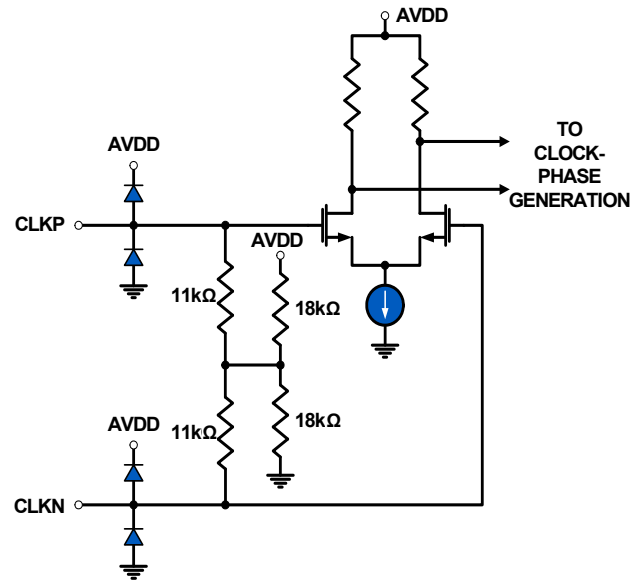 AVDD
TO
CLOCK-
PHASE
GENERATION
AVDD
CLKP
AVDD
11kΩ
18kΩ
11kΩ
18kΩ
AVDD
CLKN